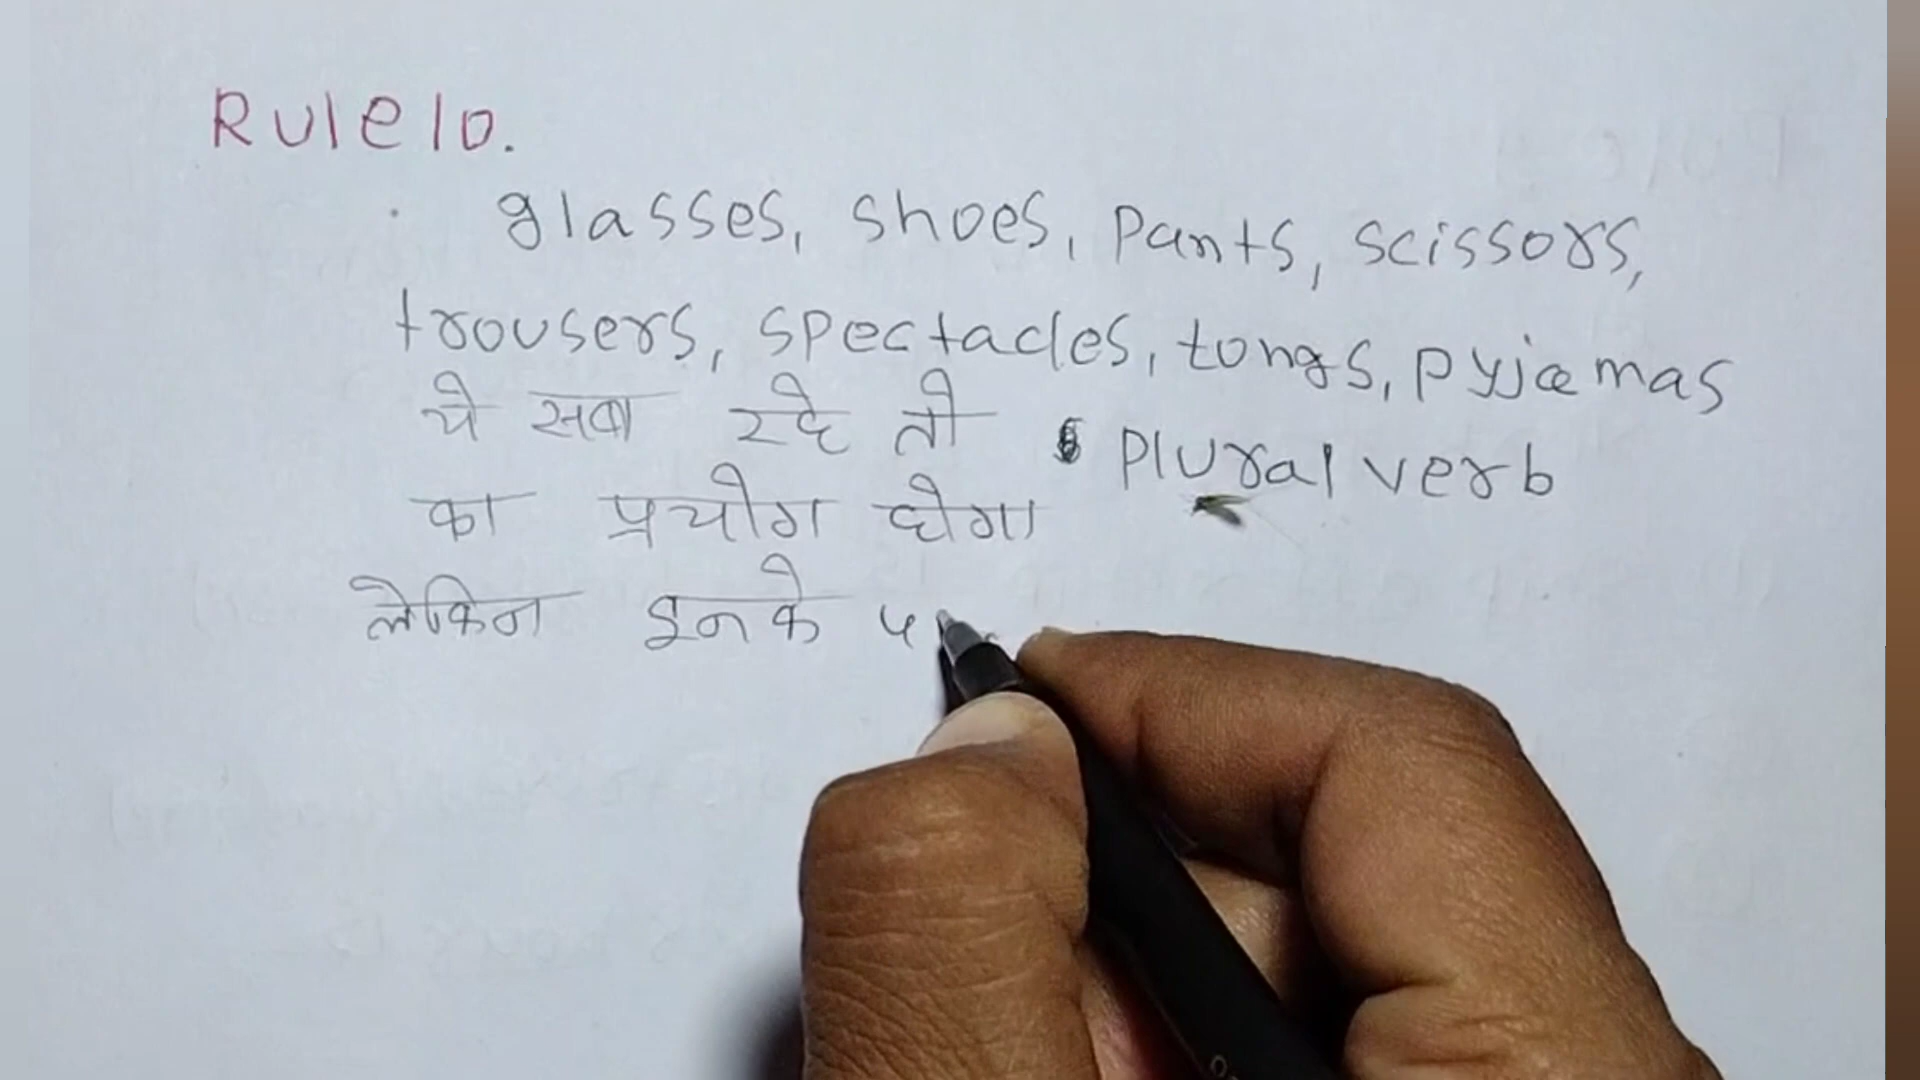 Rule 10.
glasses, shoes, Pants, scissors,
trousers, spectacles, tongs, pyjamas
ये सब रहे तो Plural verb
का प्रयोग होगा
लेकिन इनके